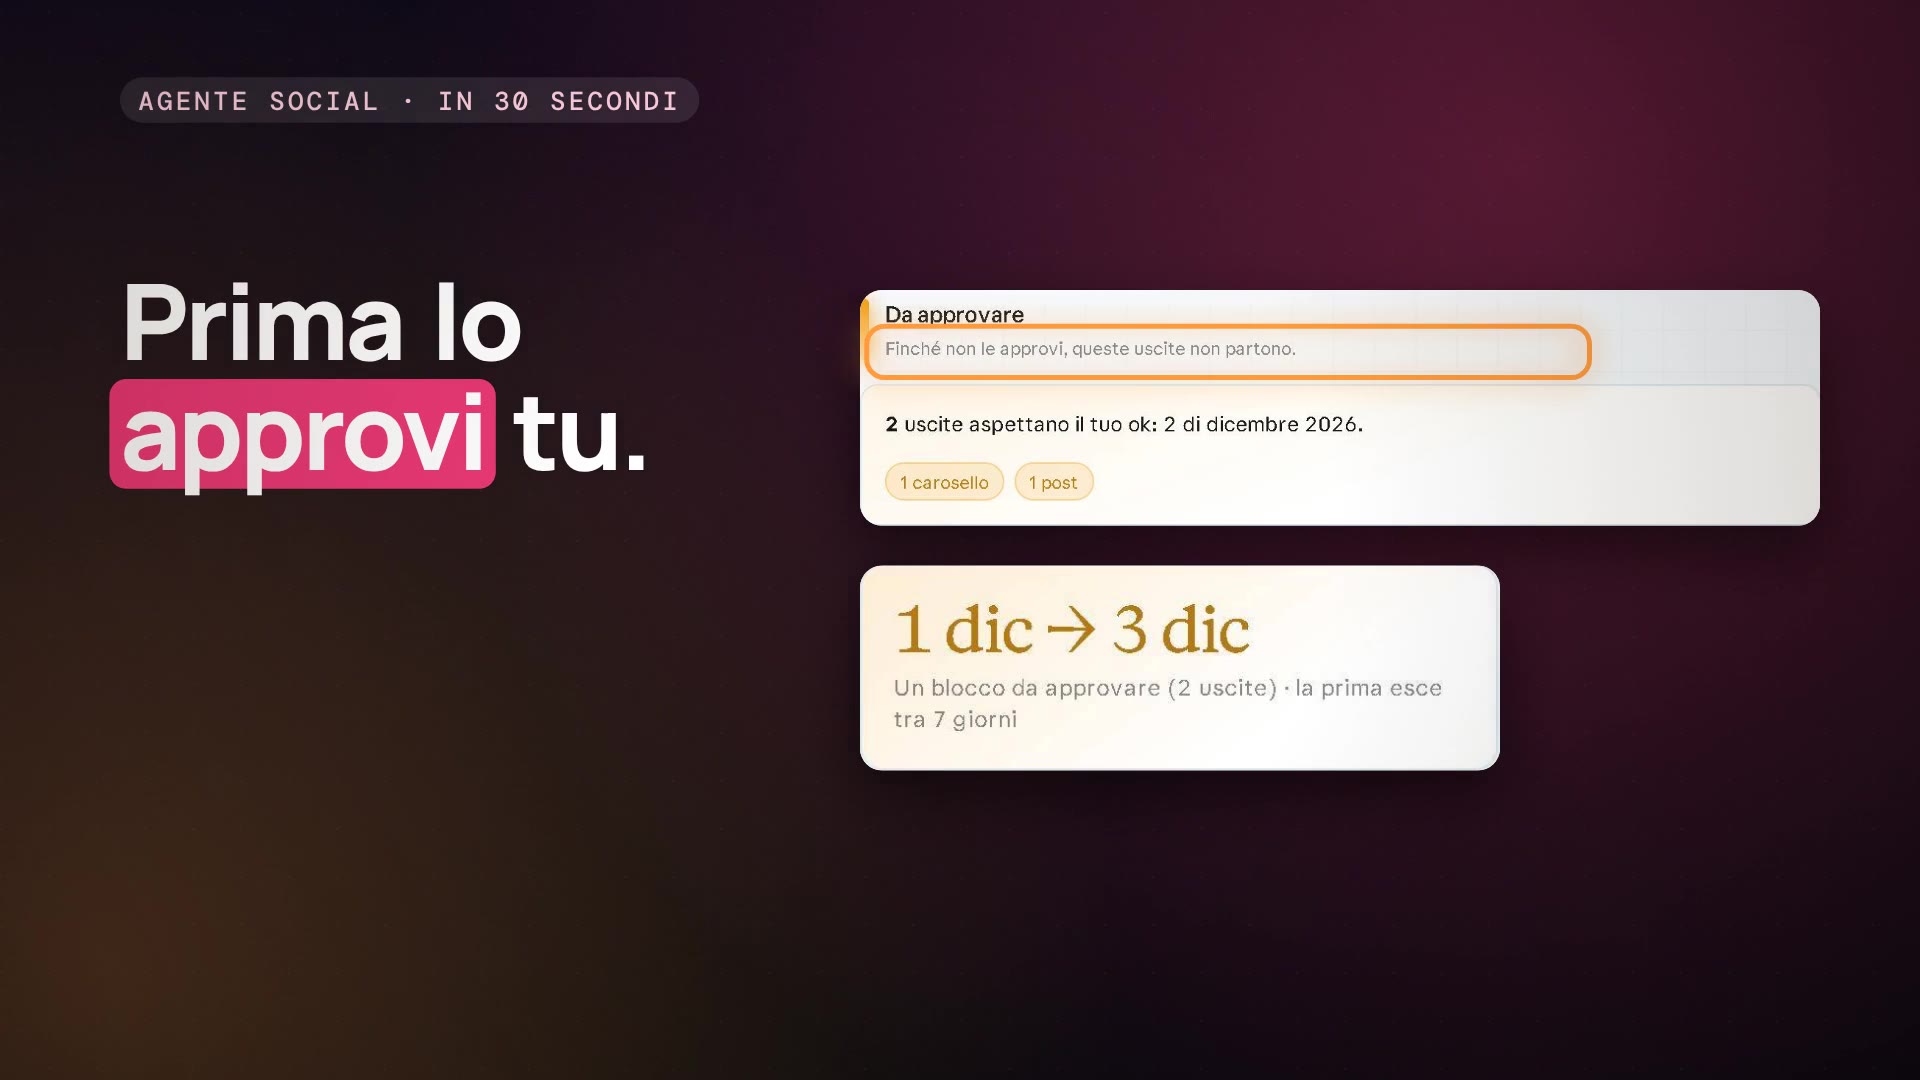 AGENTE SOCIAL · IN 30 SECONDI
Prima lo
approvi tu.
Da approvare
Finché non le approvi, queste uscite non partono.
2 uscite aspettano il tuo ok: 2 di dicembre 2026.
1 carosello 1 post
1 dic → 3 dic
Un blocco da approvare (2 uscite) · la prima esce
tra 7 giorni